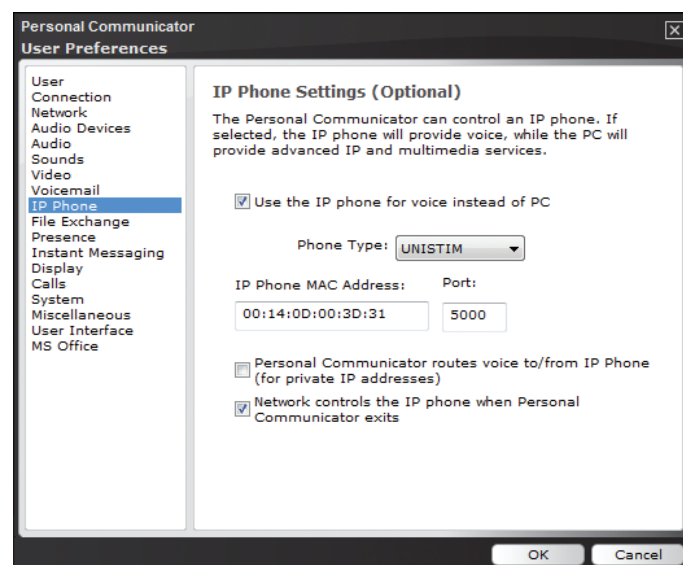 Personal Communicator
User Preferences
User
Connection
Network
Audio Devices
Audio
Sounds
Video
Voicemail
IP Phone
File Exchange
Presence
Instant Messaging
Display
Calls
System
Miscellaneous
User Interface
MS Office
IP Phone Settings (Optional)
The Personal Communicator can control an IP phone. If
selected, the IP phone will provide voice, while the PC will
provide advanced IP and multimedia services.
Use the IP phone for voice instead of PC
Phone Type: UNISTIM
IP Phone MAC Address: Port:
00:14:0D:00:3D:31 5000
Personal Communicator routes voice to/from IP Phone
(for private IP addresses)
Network controls the IP phone when Personal
Communicator exits
OK Cancel